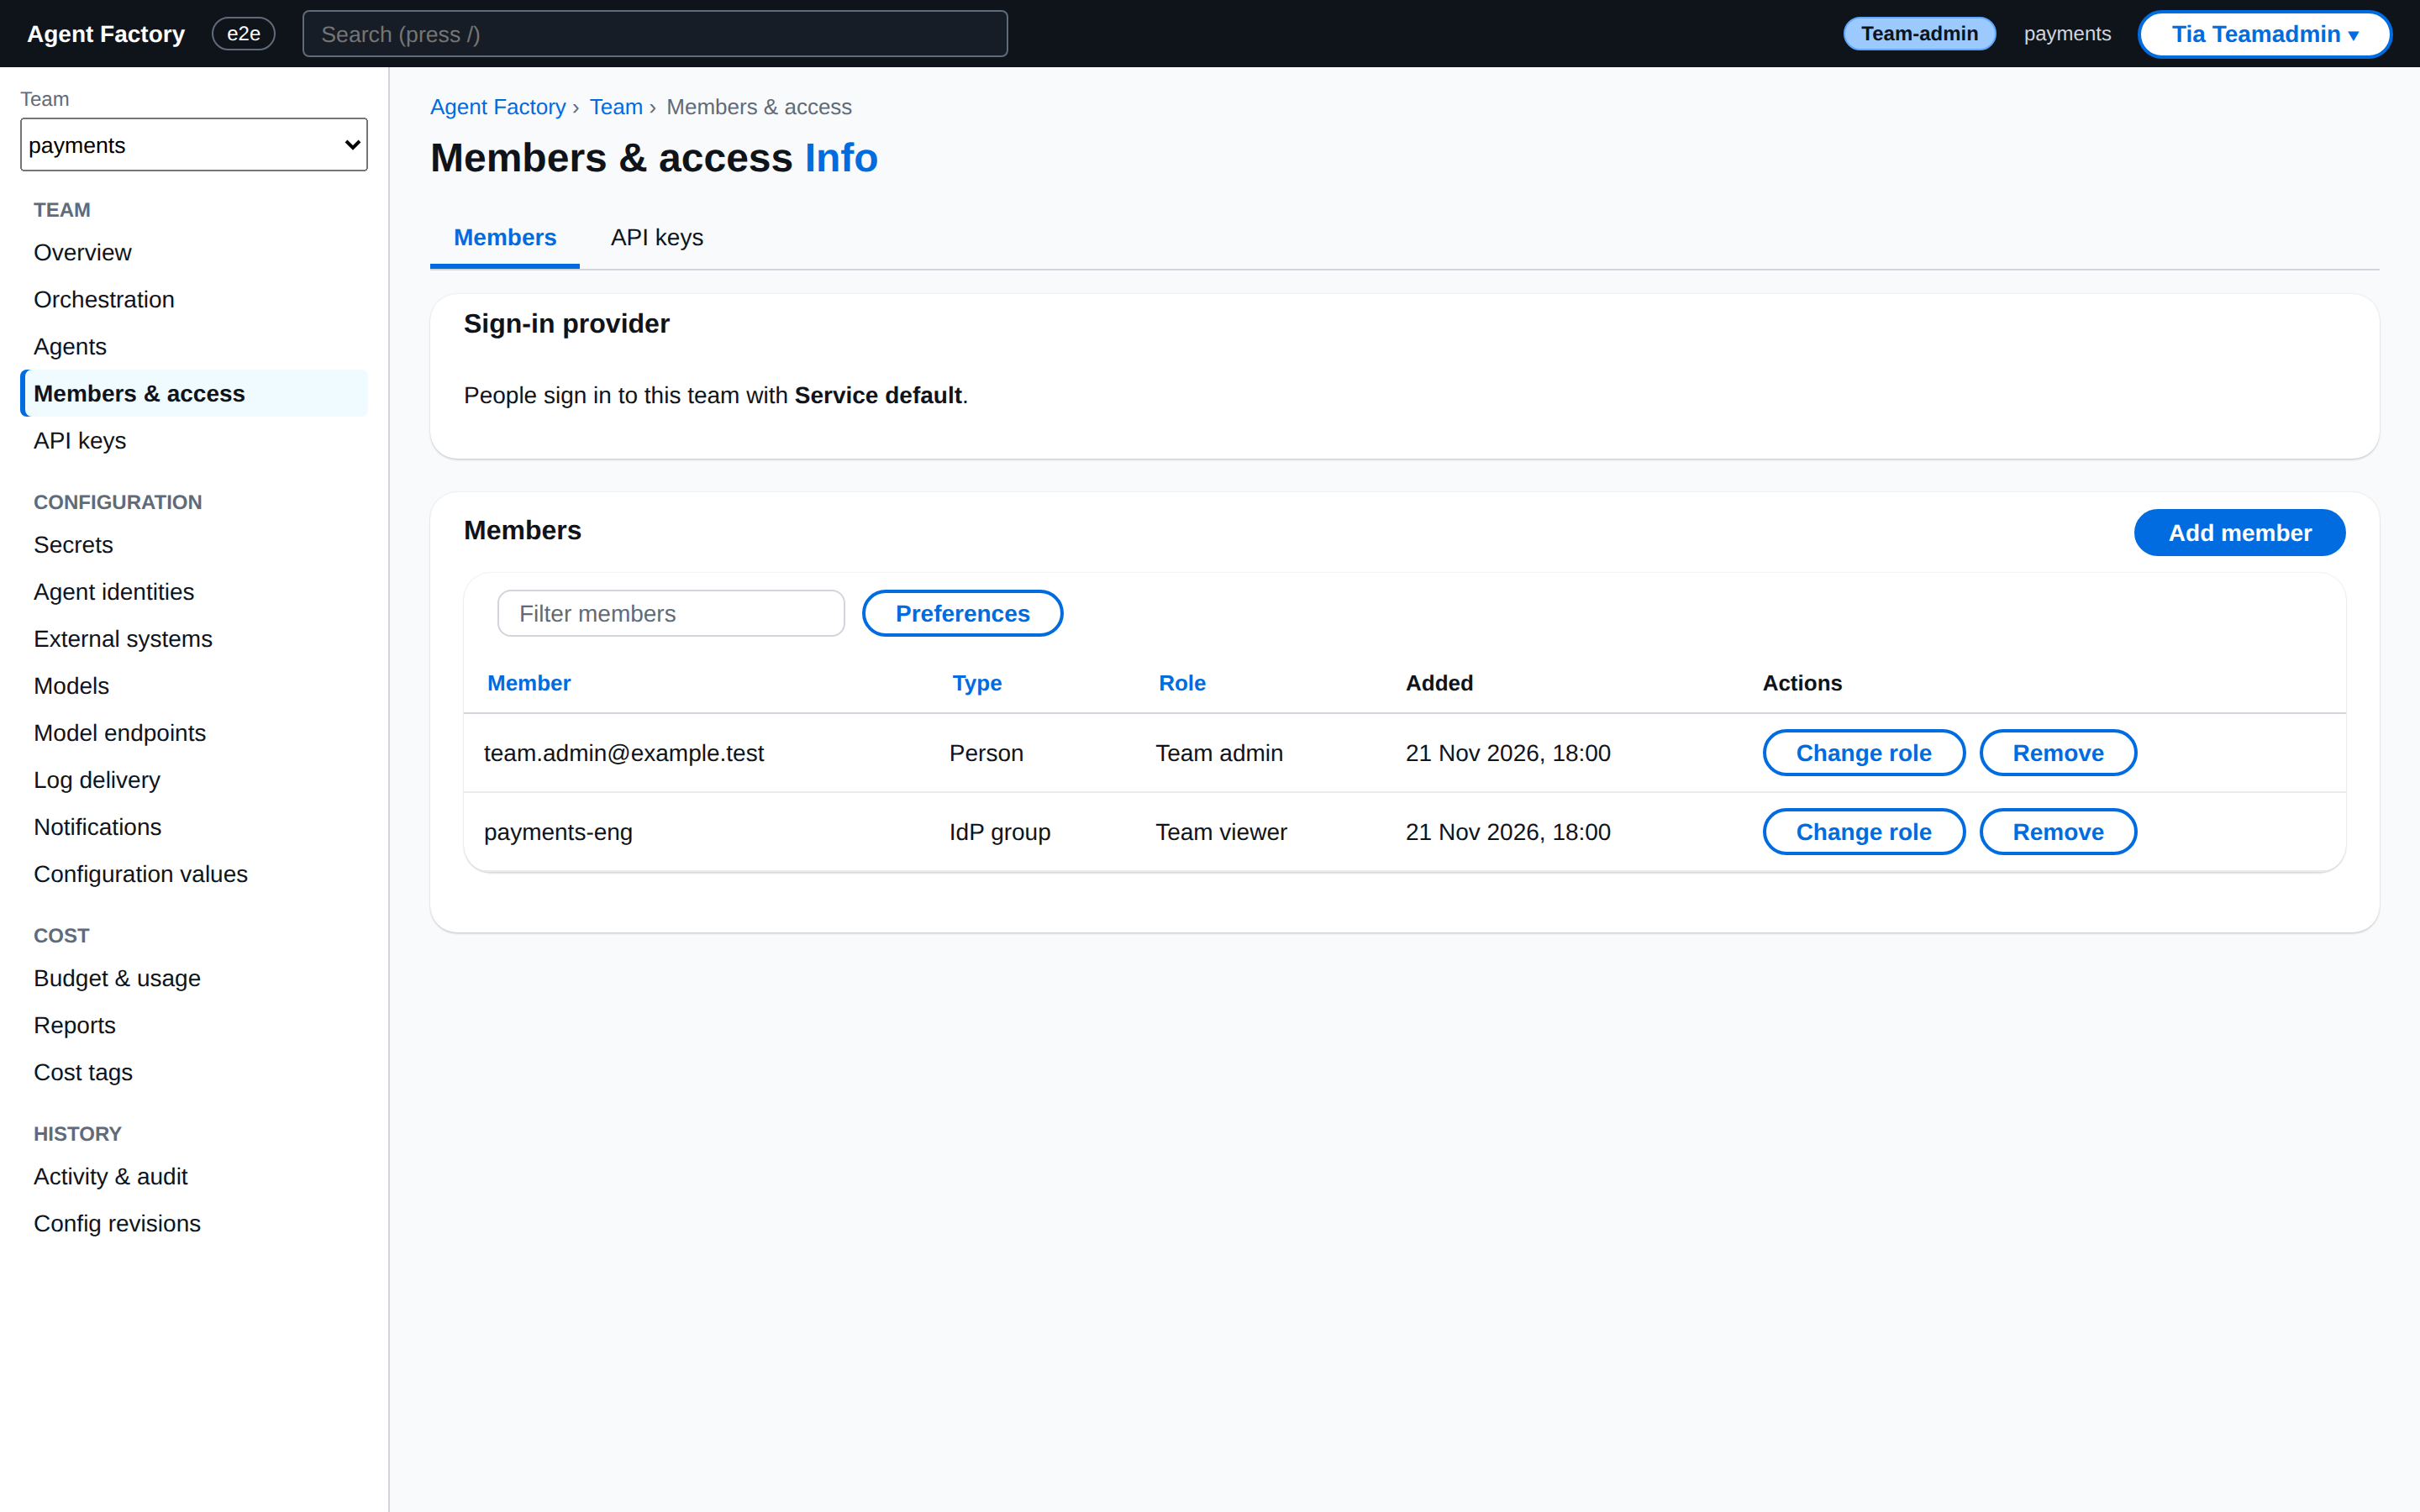 Agent Factory e2e Search (press /) Team-admin payments Tia Teamadmin ▾
Team
payments
TEAM
Overview
Orchestration
Agents
Members & access
API keys
CONFIGURATION
Secrets
Agent identities
External systems
Models
Model endpoints
Log delivery
Notifications
Configuration values
COST
Budget & usage
Reports
Cost tags
HISTORY
Activity & audit
Config revisions
Agent Factory › Team › Members & access
Members & access Info
Members API keys
Sign-in provider
People sign in to this team with Service default.
Members Add member
Filter members Preferences
Member Type Role Added Actions
team.admin@example.test Person Team admin 21 Nov 2026, 18:00 Change role Remove
payments-eng IdP group Team viewer 21 Nov 2026, 18:00 Change role Remove